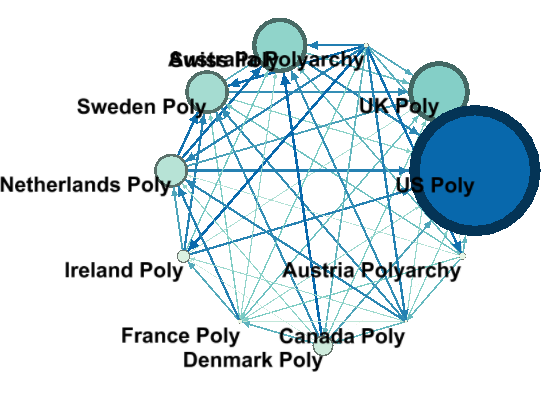 Swiss Poly
Australia Polyarchy
Sweden Poly
UK Poly
Netherlands Poly
US Poly
Ireland Poly
Austria Polyarchy
France Poly
Canada Poly
Denmark Poly